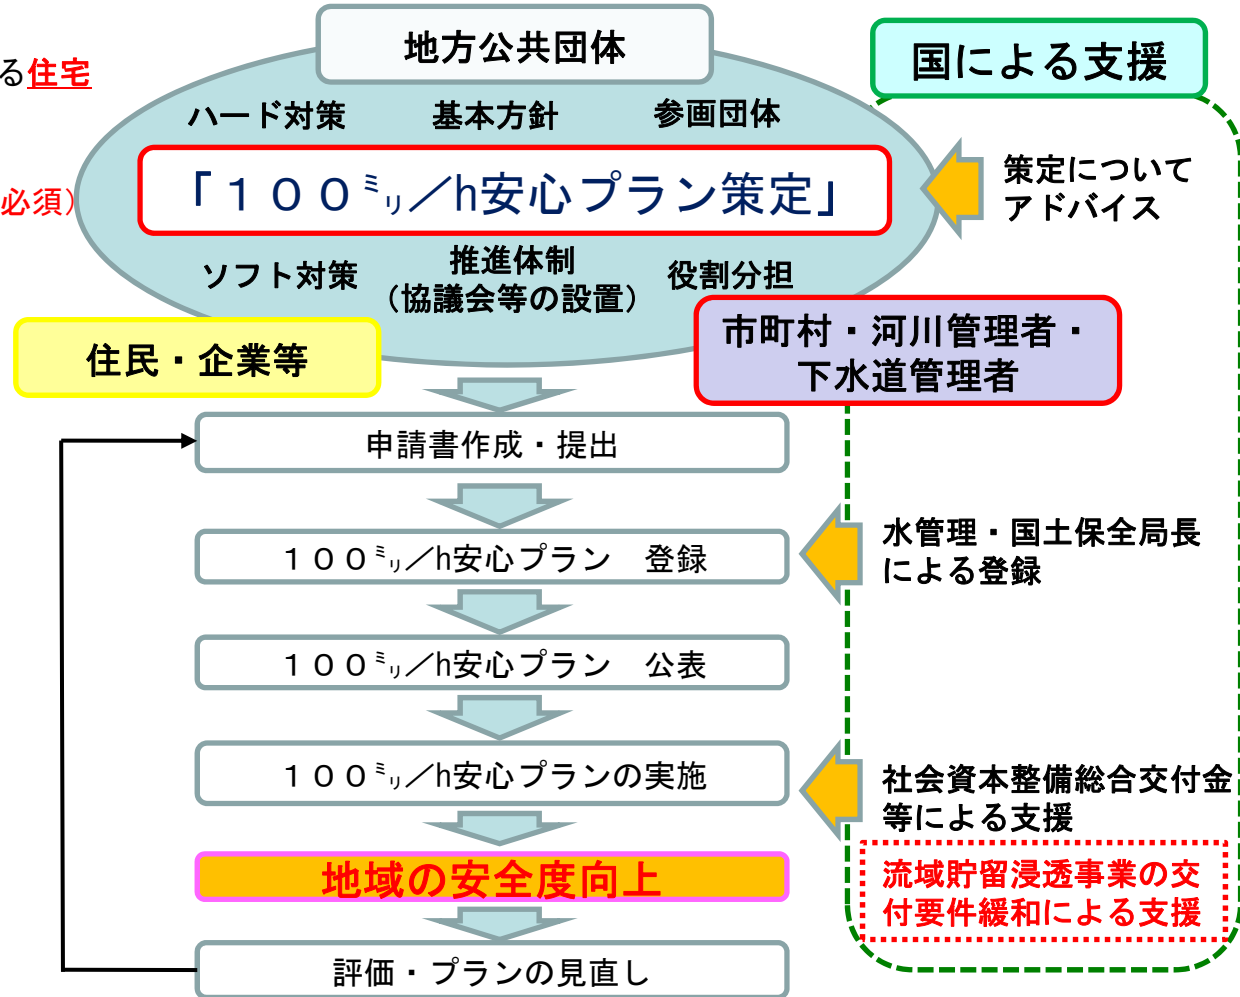 地方公共団体
国による支援
る住宅
ハード対策
基本方針
参画団体
必須）
「１００㍉／h安心プラン策定」
策定について
アドバイス
ソフト対策
推進体制
（協議会等の設置）
役割分担
住民・企業等
市町村・河川管理者・
下水道管理者
申請書作成・提出
１００㍉／h安心プラン　登録
水管理・国土保全局長
による登録
１００㍉／h安心プラン　公表
１００㍉／h安心プランの実施
社会資本整備総合交付金
等による支援
地域の安全度向上
流域貯留浸透事業の交
付要件緩和による支援
評価・プランの見直し